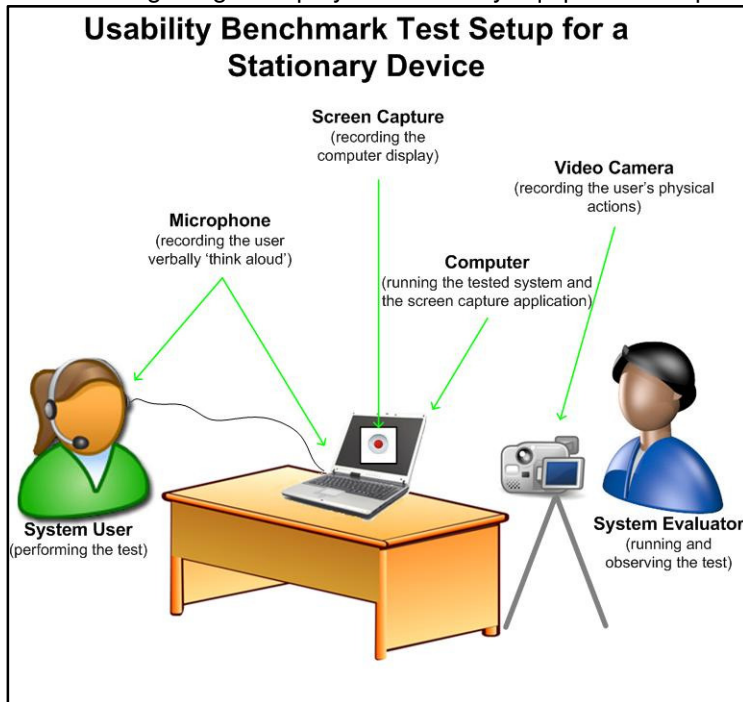 Usability Benchmark Test Setup for a
Stationary Device
Screen Capture
(recording the
computer display)
Video Camera
(recording the user's physical
actions)
Microphone
(recording the user
verbally 'think aloud')
Computer
(running the tested system and
the screen capture application)
System User
(performing the test)
System Evaluator
(running and
observing the test)